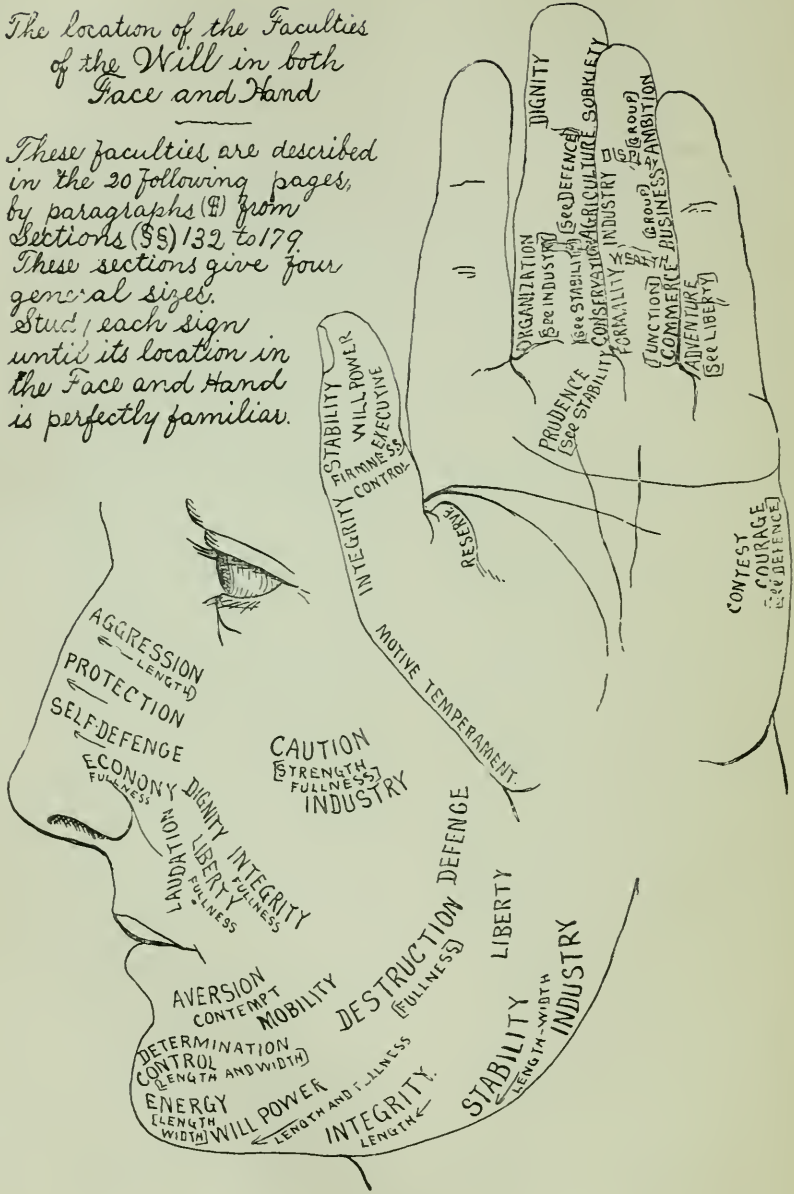 The location of the Faculties
of the Will in both
Face and Hand
These faculties are described
in the 20 following pages,
by paragraphs (¶) from
Sections (§§) 132 to 179.
These sections give four
general sizes.
Study each sign
until its location in
the Face and Hand
is perfectly familiar.
DIGNITY
ORGANIZATION
[See INDUSTRY]
[See DEFENCE]
[See STABILITY]
SOBRIETY
AGRICULTURE
CONSERVATION
INDUSTRY
FORMALITY
[GROUP]
AMBITION
[GROUP]
BUSINESS
[JUNCTION]
COMMERCE
ADVENTURE
[See LIBERTY]
PRUDENCE
[See STABILITY]
STABILITY
WILL POWER
EXECUTIVE
FIRMNESS
CONTROL
INTEGRITY
RESERVE
CONTEST
COURAGE
[See DEFENCE]
MOTIVE TEMPERAMENT.
AGGRESSION
LENGTH)
PROTECTION
SELF-DEFENCE
ECONONY
FULLNESS
CAUTION
[STRENGTH
FULLNESS]
INDUSTRY
DIGNITY
LAUDATION
LIBERTY
FULLNESS
INTEGRITY
FULLNESS
DEFENCE
DESTRUCTION
[FULLNESS]
LIBERTY
INDUSTRY
STABILITY
LENGTH-WIDTH
AVERSION
CONTEMPT
MOBILITY
DETERMINATION
CONTROL
[LENGTH AND WIDTH]
ENERGY
[LENGTH
WIDTH]
WILL POWER
LENGTH AND FULLNESS
INTEGRITY.
LENGTH